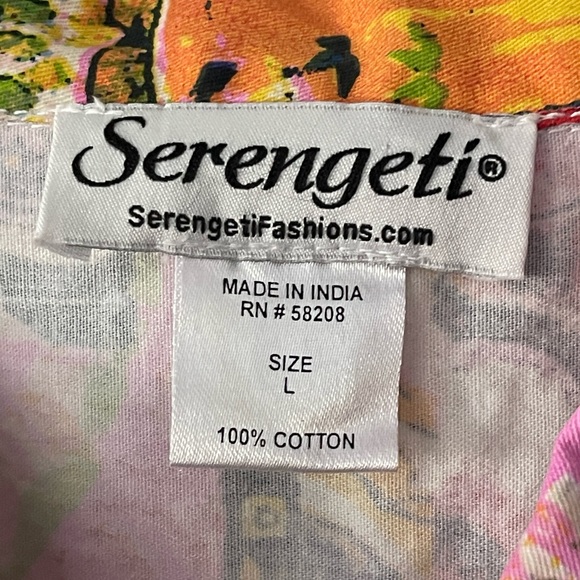 Serengeti®
SerengetiFashions.com
MADE IN INDIA
RN # 58208
SIZE
L
100% COTTON